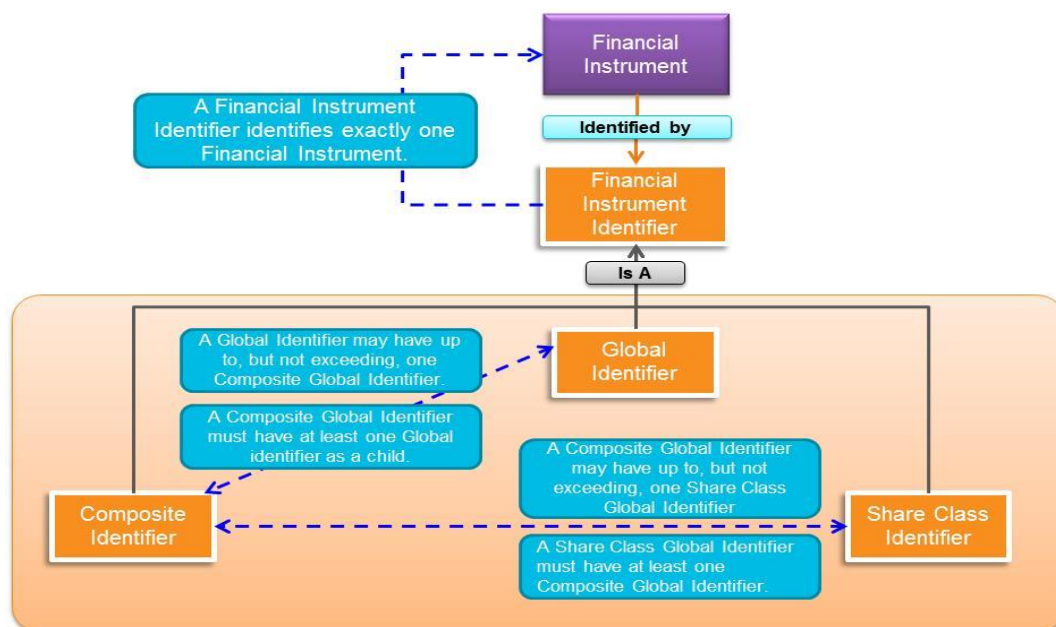 Financial
Instrument
A Financial Instrument
Identifier identifies exactly one
Financial Instrument.
Identified by
Financial
Instrument
Identifier
Is A
A Global Identifier may have up
to, but not exceeding, one
Composite Global Identifier.
Global
Identifier
A Composite Global Identifier
must have at least one Global
identifier as a child.
A Composite Global Identifier
may have up to, but not
exceeding, one Share Class
Global Identifier
Composite
Identifier
Share Class
Identifier
A Share Class Global Identifier
must have at least one
Composite Global Identifier.